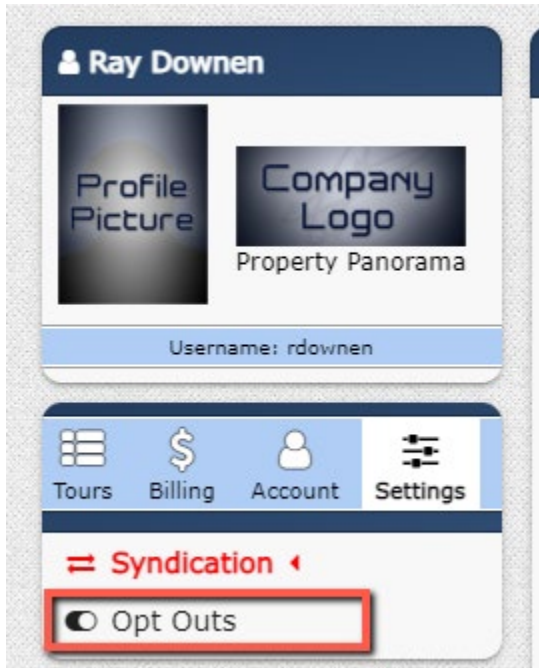 Ray Downen
Profile
Picture
Company
Logo
Property Panorama
Username: rdownen
Tours Billing Account Settings
Syndication
Opt Outs